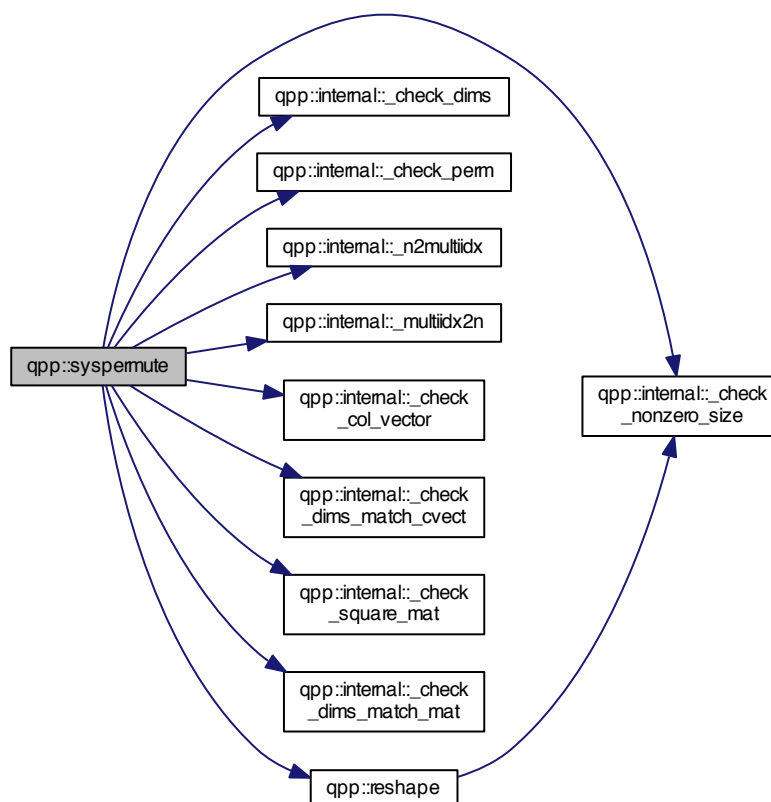 qpp::internal::_check_dims
qpp::internal::_check_perm
qpp::internal::_n2multiidx
qpp::internal::_multiidx2n
qpp::syspermute
qpp::internal::_check
_col_vector
qpp::internal::_check
_nonzero_size
qpp::internal::_check
_dims_match_cvect
qpp::internal::_check
_square_mat
qpp::internal::_check
_dims_match_mat
qpp::reshape